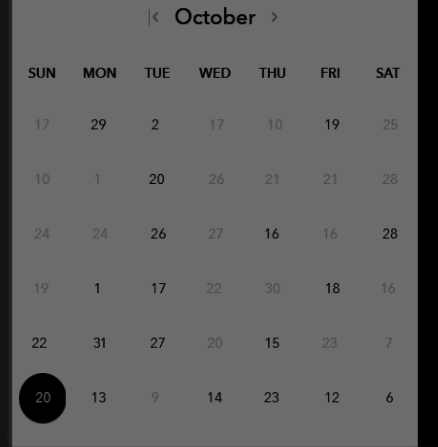 |< October >
SUN MON TUE WED THU FRI SAT
17 29 2 17 10 19 25
10 1 20 26 21 21 28
24 24 26 27 16 16 28
19 1 17 22 30 18 16
22 31 27 20 15 23 7
20 13 9 14 23 12 6